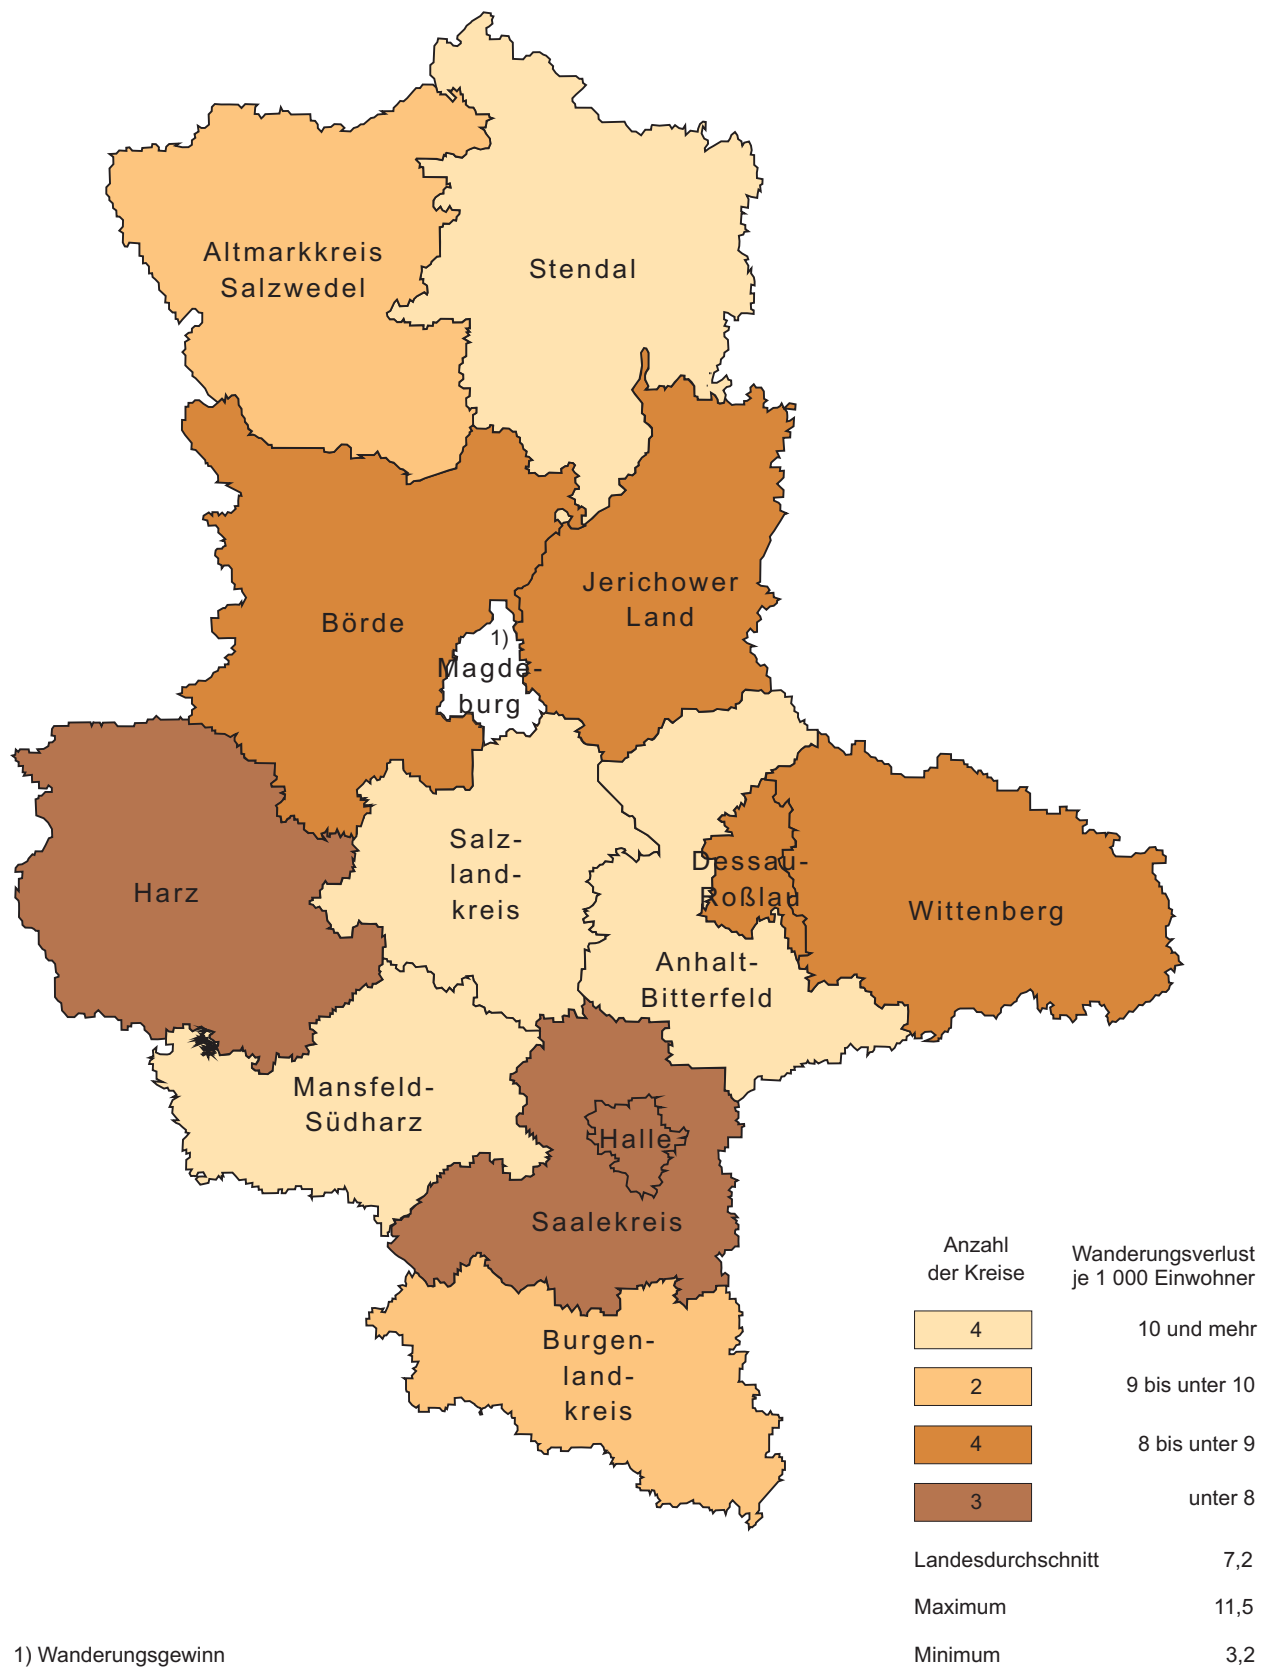 Altmarkkreis
Salzwedel
Stendal
Jerichower
Land
Börde
1)
Magde-
burg
Salz-
land-
kreis
Dessau-
Roßlau
Harz
Wittenberg
Anhalt-
Bitterfeld
Mansfeld-
Südharz
Halle
Saalekreis
Burgen-
land-
kreis
Anzahl
der Kreise
Wanderungsverlust
je 1 000 Einwohner
4 10 und mehr
2 9 bis unter 10
4 8 bis unter 9
3 unter 8
Landesdurchschnitt 7,2
Maximum 11,5
Minimum 3,2
1) Wanderungsgewinn